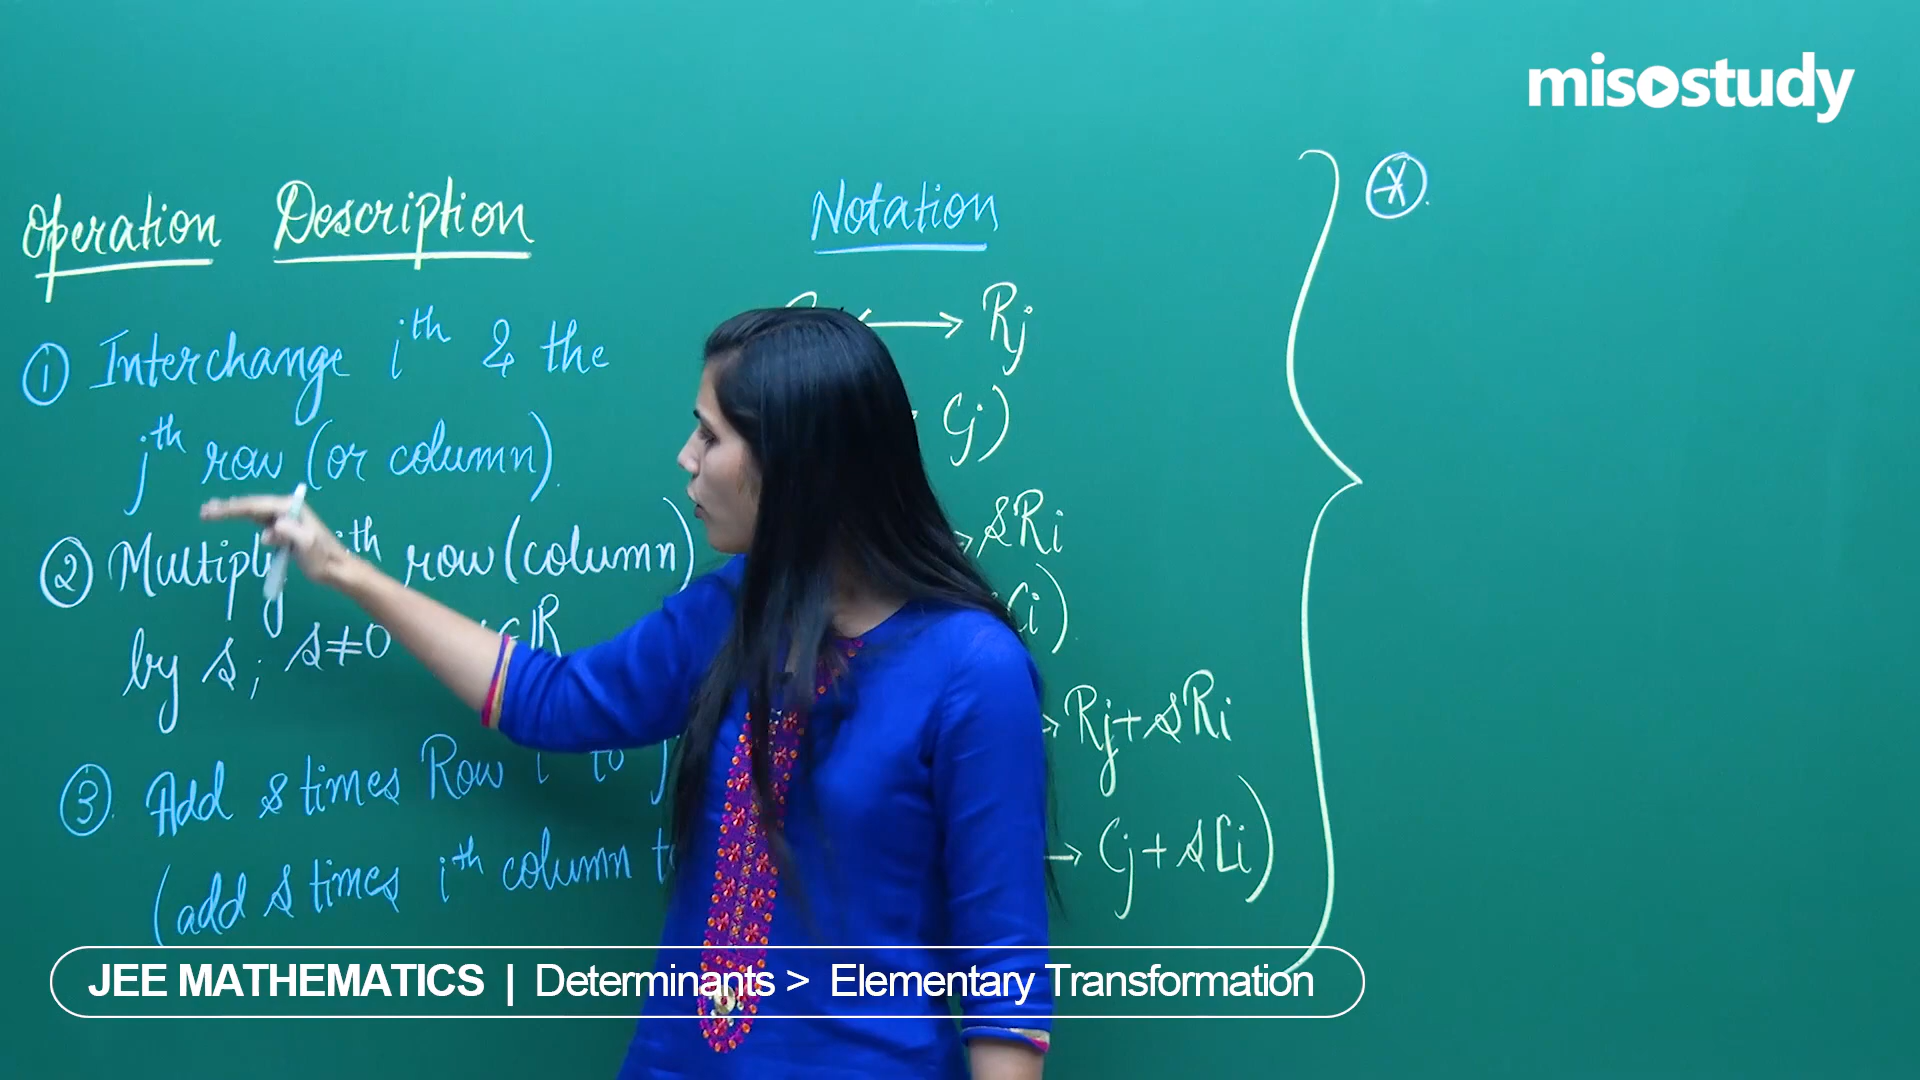 misostudy
Operation Description Notation
① Interchange iᵗʰ & the
jᵗʰ row (or column).
② Multiply iᵗʰ row (column)
by s; s≠0 ∈ℝ
③. Add s times Row i to j
(add s times iᵗʰ column to
↔ Rj
Cj)
→ sRi
Ci)
→ Rj+sRi
→ Cj+sCi)
*.
JEE MATHEMATICS | Determinants > Elementary Transformation